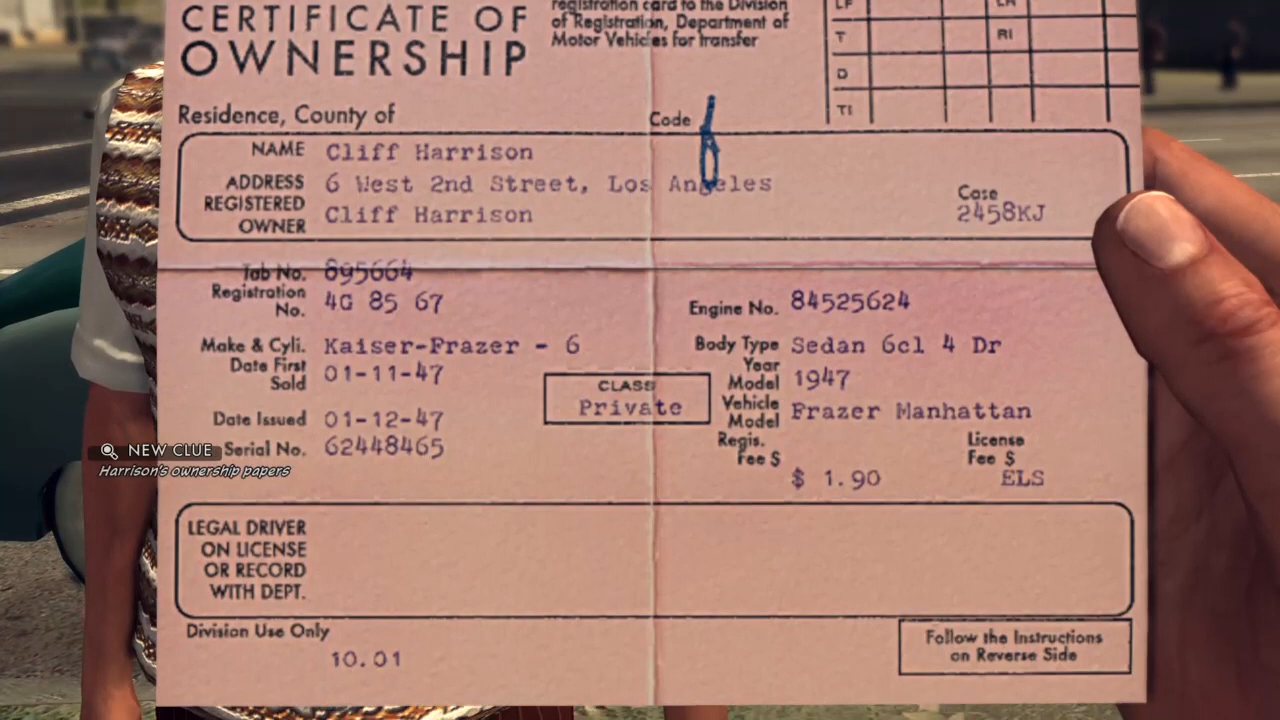 CERTIFICATE OF
OWNERSHIP
registration card to the Division
of Registration, Department of
Motor Vehicles for transfer
LF
LR
T
RI
D
TI
Residence, County of
Code
NAME Cliff Harrison
ADDRESS 6 West 2nd Street, Los Angeles
REGISTERED
OWNER Cliff Harrison
Case
2458KJ
Tab No. 895664
Registration
No. 4G 85 67
Engine No. 84525624
Make & Cyli. Kaiser-Frazer - 6
Body Type Sedan 6cl 4 Dr
Date First
Sold 01-11-47
Year
Model 1947
CLASS
Private
Date Issued 01-12-47
Vehicle
Model Frazer Manhattan
NEW CLUE
Harrison's ownership papers
Serial No. 62448465
Regis.
Fee $
$ 1.90
License
Fee $
ELS
LEGAL DRIVER
ON LICENSE
OR RECORD
WITH DEPT.
Division Use Only
10.01
Follow the Instructions
on Reverse Side